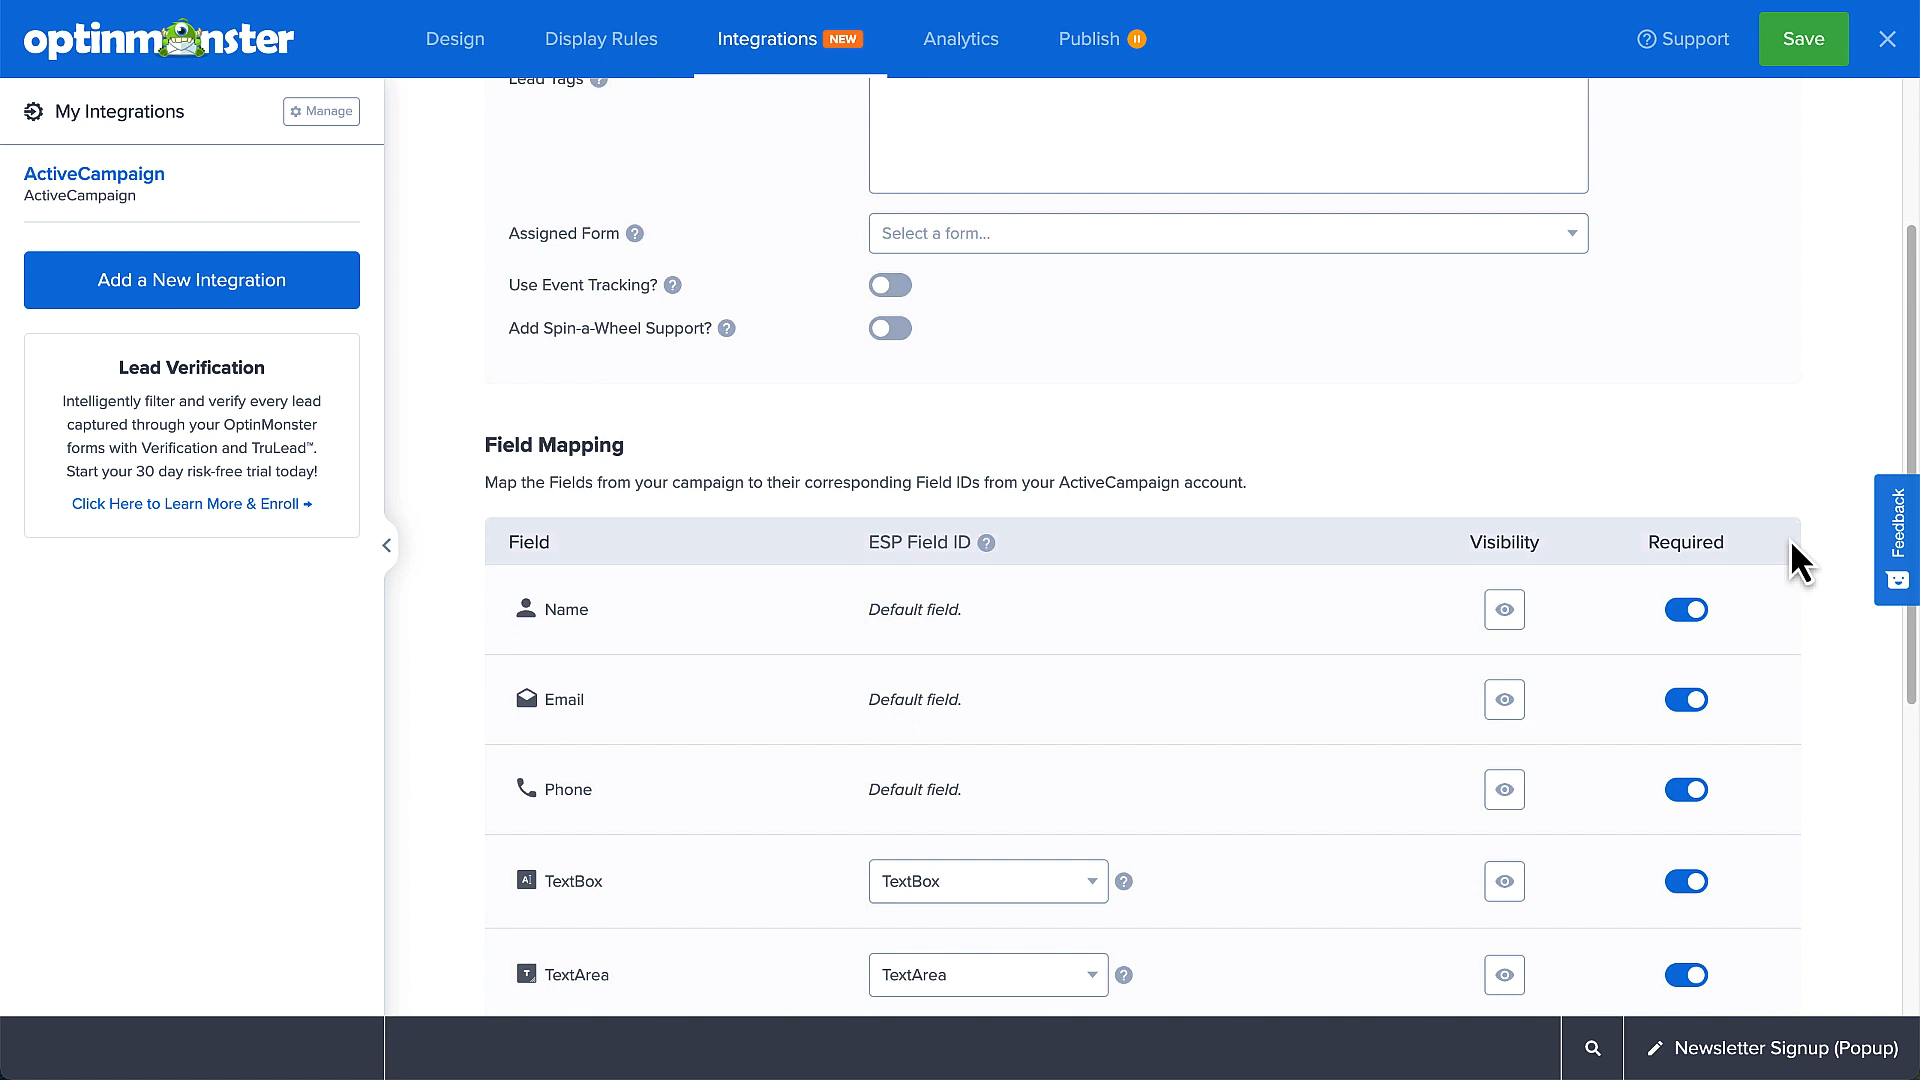 optinmonster
Design
Display Rules
Integrations NEW
Analytics
Publish
Support
Save
My Integrations
Manage
ActiveCampaign
ActiveCampaign
Add a New Integration
Lead Verification
Intelligently filter and verify every lead
captured through your OptinMonster
forms with Verification and TruLead™.
Start your 30 day risk-free trial today!
Click Here to Learn More & Enroll →
Lead Tags ?
Assigned Form ?
Select a form...
Use Event Tracking? ?
Add Spin-a-Wheel Support? ?
Field Mapping
Map the Fields from your campaign to their corresponding Field IDs from your ActiveCampaign account.
Field ESP Field ID ? Visibility Required
Name Default field.
Email Default field.
Phone Default field.
TextBox TextBox ?
TextArea TextArea ?
Feedback
Newsletter Signup (Popup)